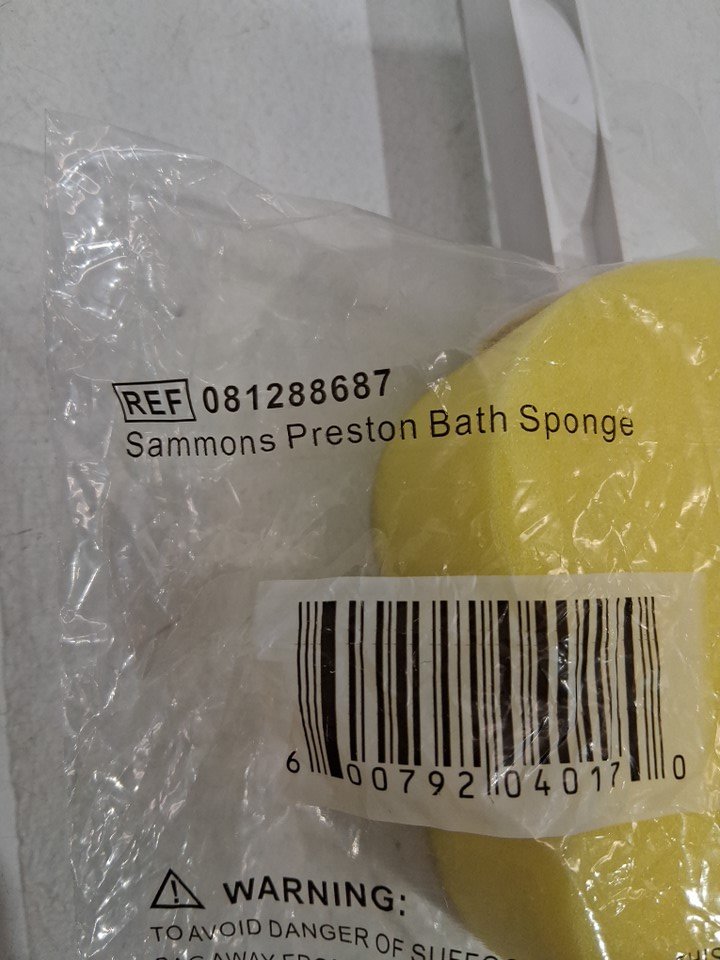 REF 081288687
Sammons Preston Bath Sponge
6 00792 04017 0
WARNING:
TO AVOID DANGER OF